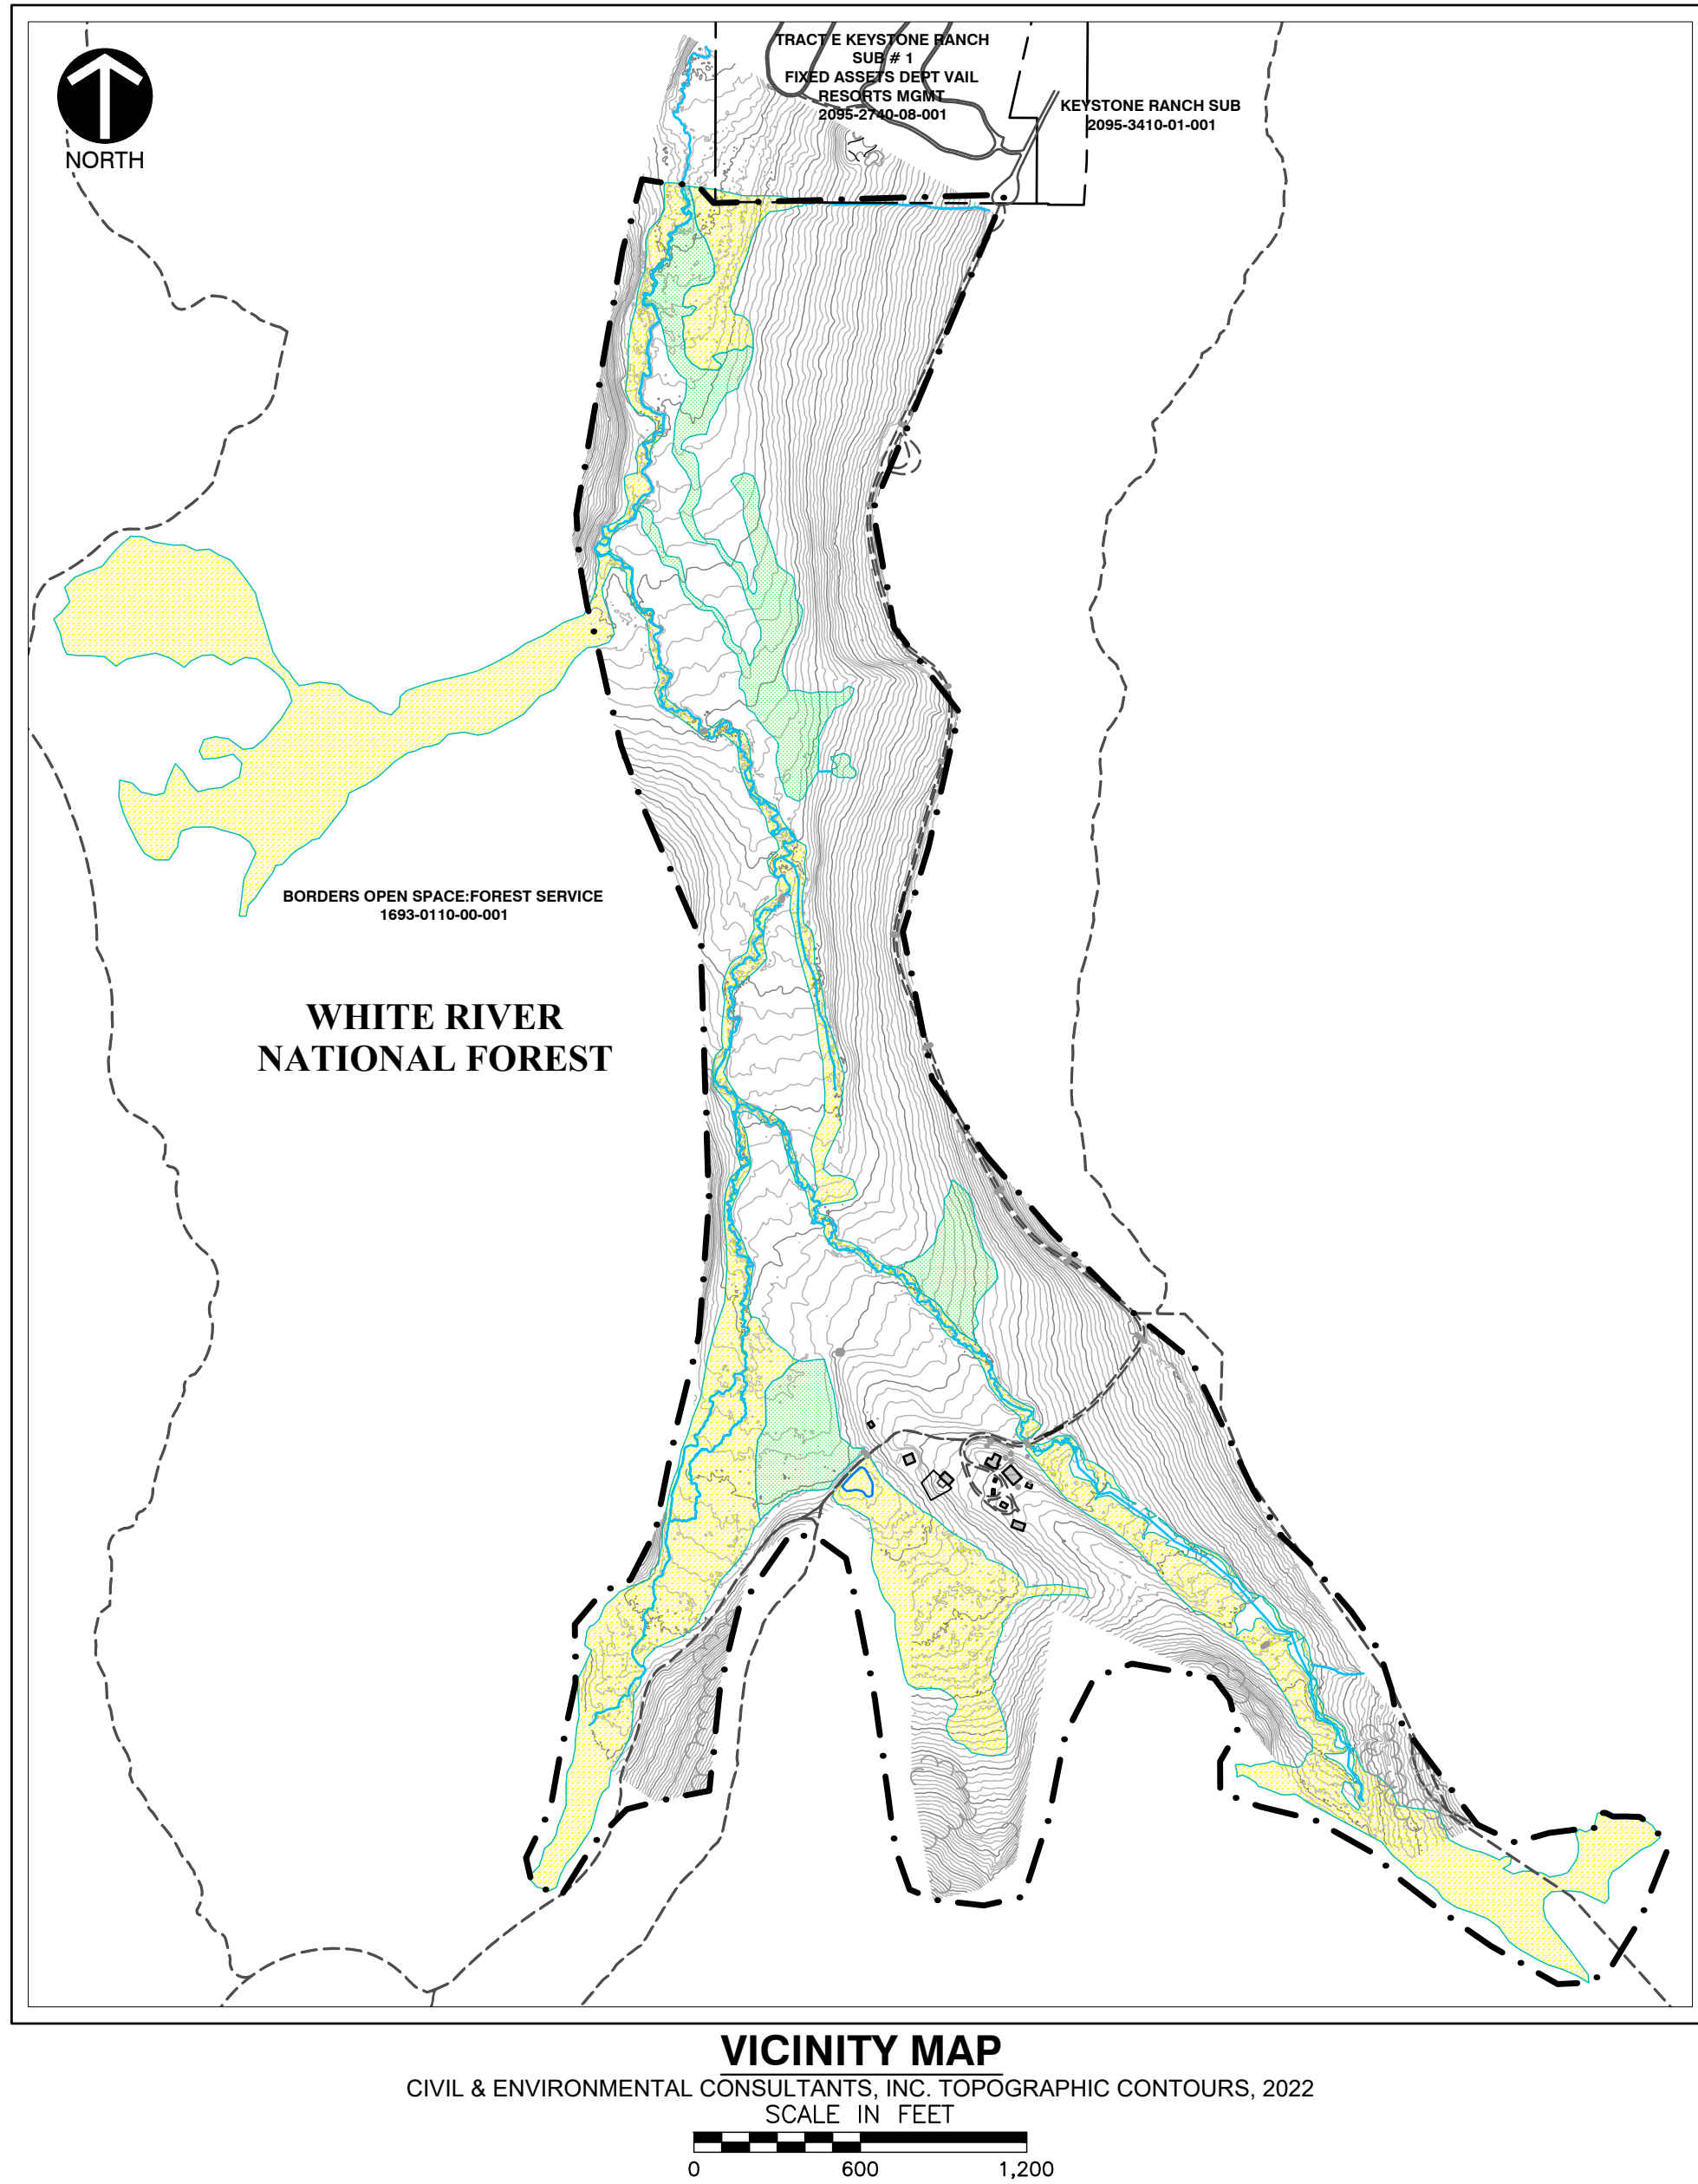 TRACT E KEYSTONE RANCH
SUB # 1
FIXED ASSETS DEPT VAIL
RESORTS MGMT
2095-2740-08-001
KEYSTONE RANCH SUB
2095-3410-01-001
NORTH
BORDERS OPEN SPACE:FOREST SERVICE
1693-0110-00-001
WHITE RIVER
NATIONAL FOREST
VICINITY MAP
CIVIL & ENVIRONMENTAL CONSULTANTS, INC. TOPOGRAPHIC CONTOURS, 2022
SCALE IN FEET
0 600 1,200